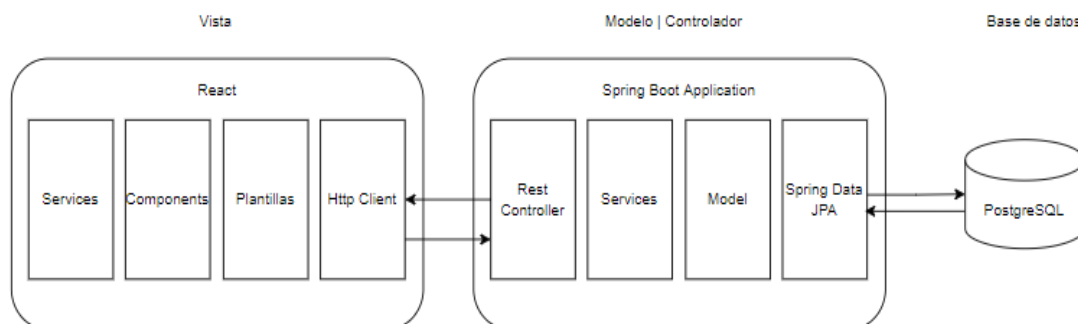 Vista
Modelo | Controlador
Base de datos
React
Spring Boot Application
Services
Components
Plantillas
Http Client
Rest
Controller
Services
Model
Spring Data
JPA
PostgreSQL